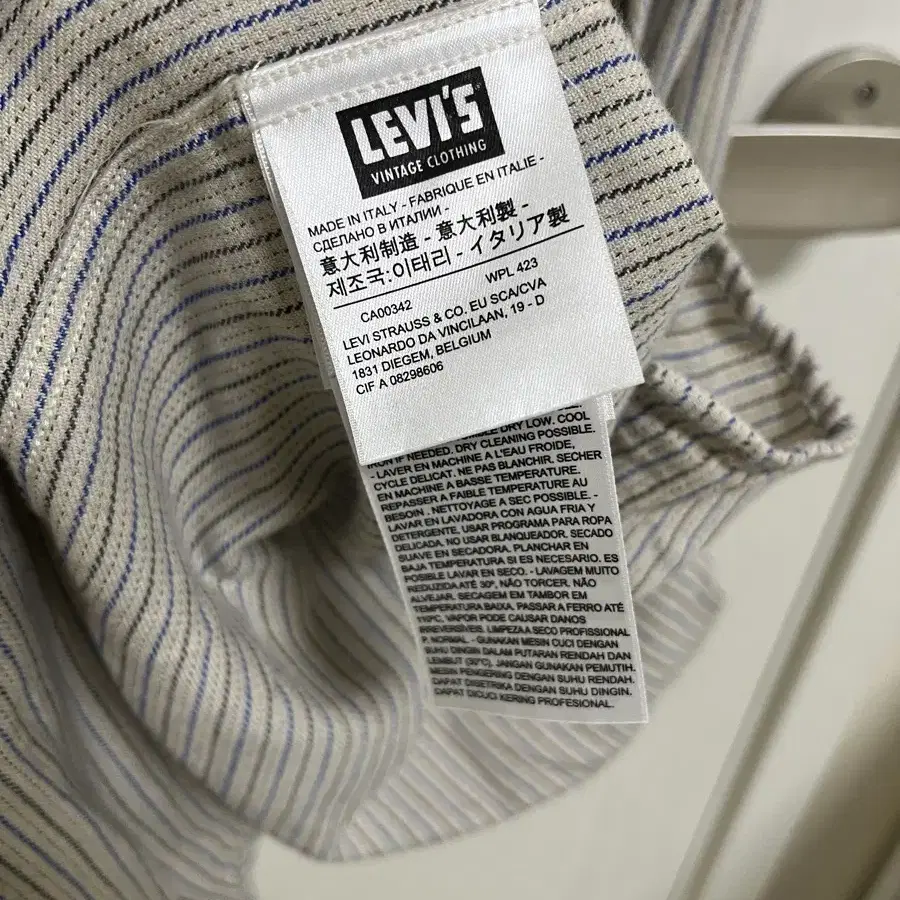 LEVI'S
VINTAGE CLOTHING
MADE IN ITALY - FABRIQUE EN ITALIE -
СДЕЛАНО В ИТАЛИИ -
意大利制造 - 意大利製 -
제조국:이태리 - イタリア製
CA00342 WPL 423
LEVI STRAUSS & CO. EU SCA/CVA
LEONARDO DA VINCILAAN, 19 - D
1831 DIEGEM, BELGIUM
CIF A 08298606
DRY LOW. COOL
IRON IF NEEDED. DRY CLEANING POSSIBLE.
- LAVER EN MACHINE A L'EAU FROIDE,
CYCLE DELICAT. NE PAS BLANCHIR. SECHER
EN MACHINE A BASSE TEMPERATURE.
REPASSER A FAIBLE TEMPERATURE AU
BESOIN . NETTOYAGE A SEC POSSIBLE. -
LAVAR EN LAVADORA CON AGUA FRIA Y
DETERGENTE, USAR PROGRAMA PARA ROPA
DELICADA. NO USAR BLANQUEADOR. SECADO
SUAVE EN SECADORA. PLANCHAR EN
BAJA TEMPERATURA SI ES NECESARIO. ES
POSIBLE LAVAR EN SECO. - LAVAGEM MUITO
REDUZIDA ATÉ 30º, NÃO TORCER. NÃO
ALVEJAR. SECAGEM EM TAMBOR EM
TEMPERATURA BAIXA. PASSAR A FERRO ATÉ
110ºC, VAPOR PODE CAUSAR DANOS
IRREVERSÍVEIS. LIMPEZA A SECO PROFISSIONAL
P. NORMAL. - GUNAKAN MESIN CUCI DENGAN
SUHU DINGIN DALAM PUTARAN RENDAH DAN
LEMBUT (30°C). JANGAN GUNAKAN PEMUTIH.
MESIN PENGERING DENGAN SUHU RENDAH.
DAPAT DISETRIKA DENGAN SUHU DINGIN.
DAPAT DICUCI KERING PROFESIONAL.